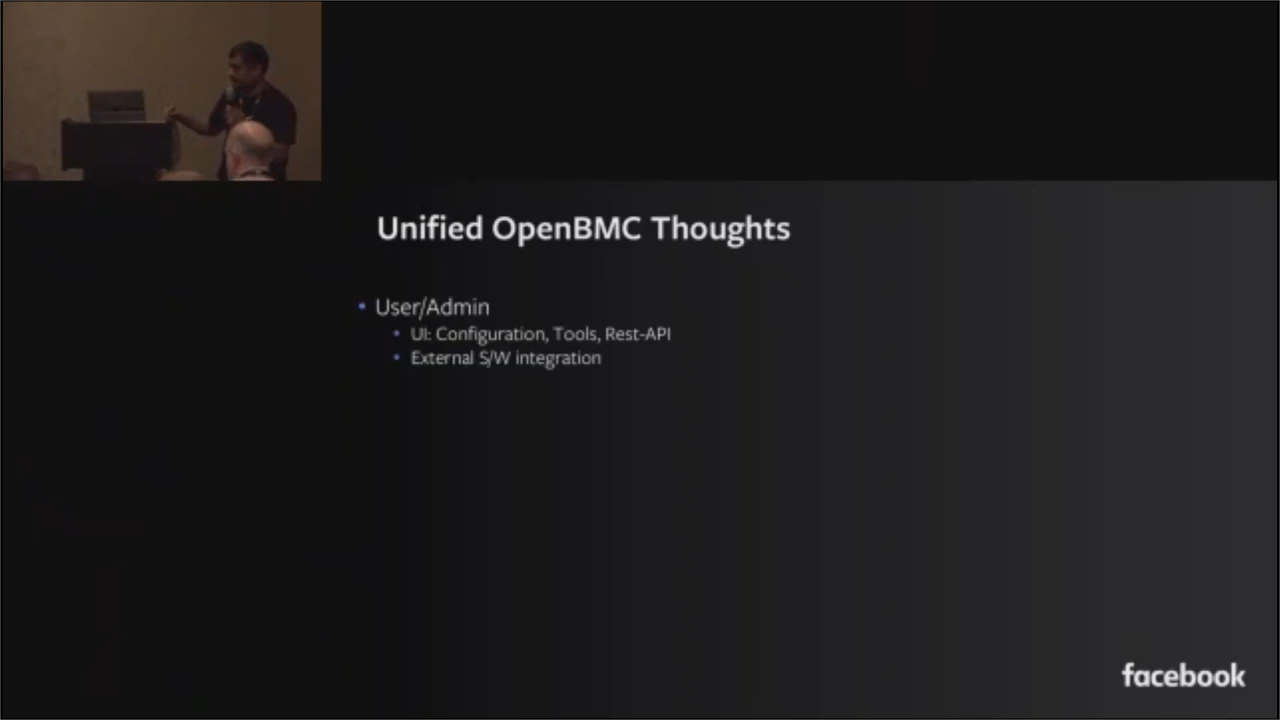 Unified OpenBMC Thoughts
• User/Admin
• UI: Configuration, Tools, Rest-API
• External S/W integration
facebook